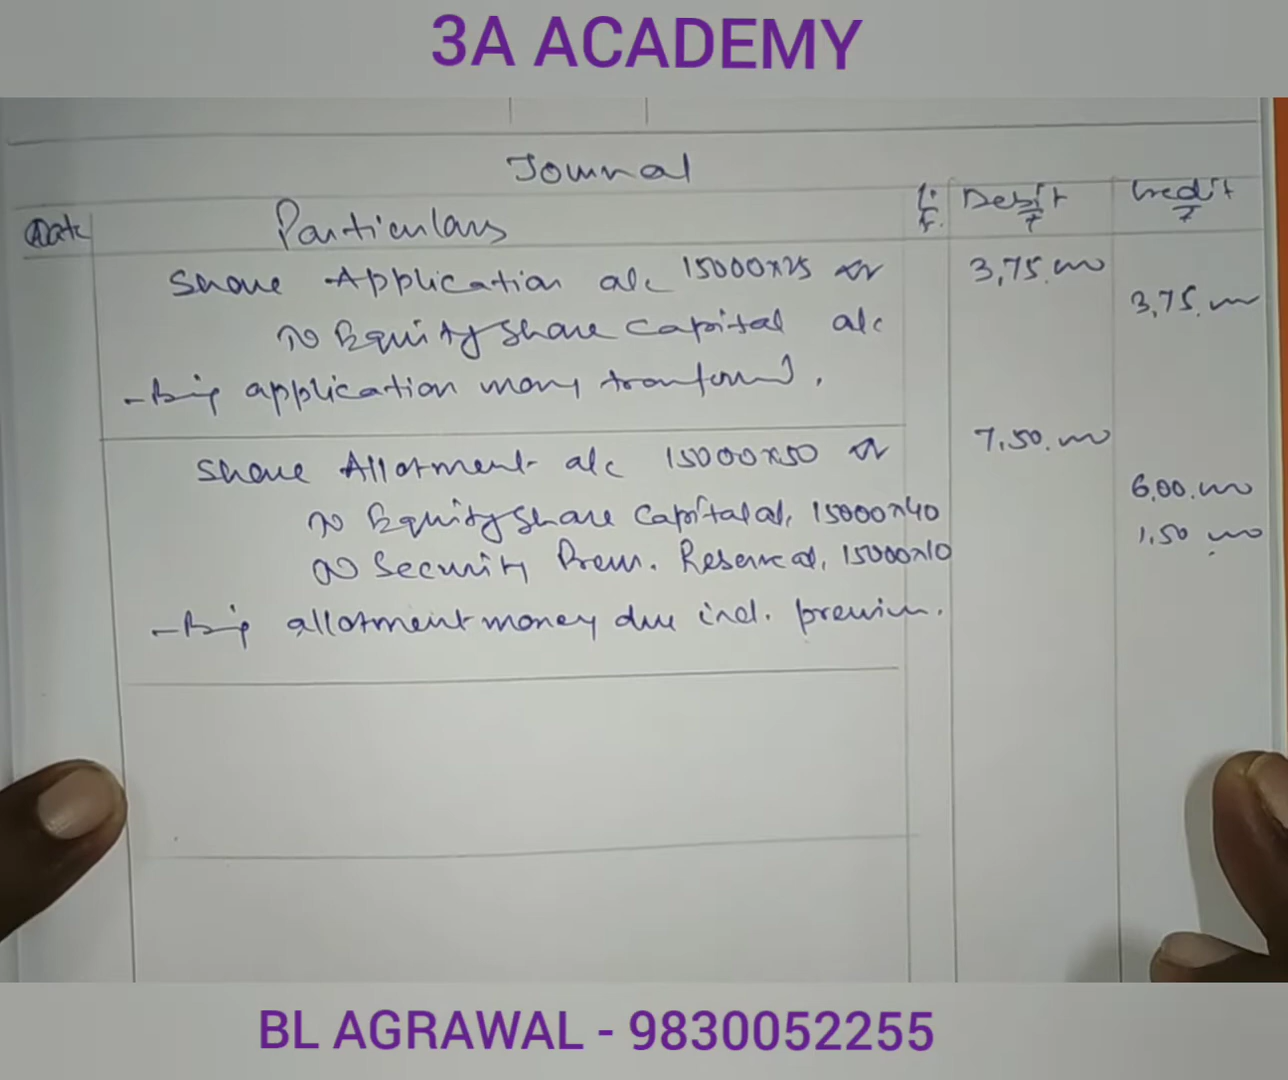 3A ACADEMY
Journal
Date Particulars L.F. Debit ₹ Credit ₹
Share Application a/c 15000x25 Dr 3,75,000
To Equity Share Capital a/c 3,75,000
- Being application money transferred.
Share Allotment a/c 15000x50 Dr 7,50,000
To Equity Share Capital a/c 15000x40 6,00,000
To Security Prem. Reserve a/c 15000x10 1,50,000
- Being allotment money due incl. premium.
BL AGRAWAL - 9830052255